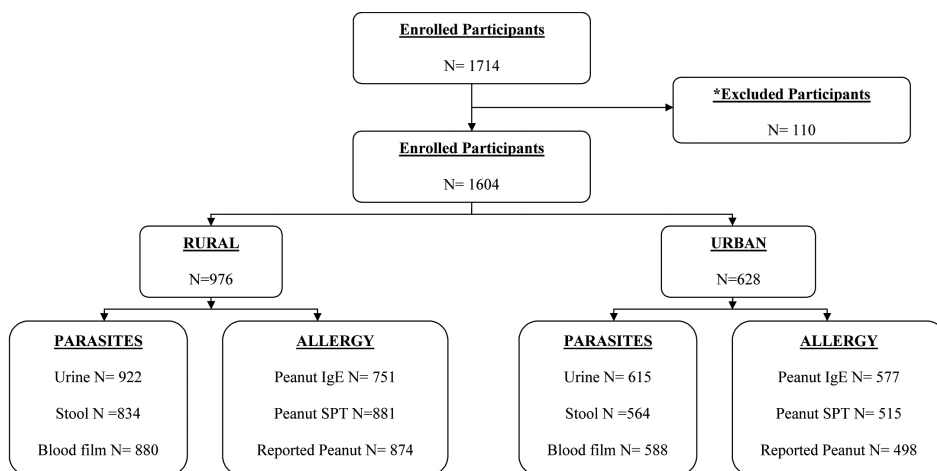 Enrolled Participants
N= 1714
*Excluded Participants
N= 110
Enrolled Participants
N= 1604
RURAL
N=976
URBAN
N=628
PARASITES
Urine N= 922
Stool N =834
Blood film N= 880
ALLERGY
Peanut IgE N= 751
Peanut SPT N=881
Reported Peanut N= 874
PARASITES
Urine N= 615
Stool N= 564
Blood film N= 588
ALLERGY
Peanut IgE N= 577
Peanut SPT N= 515
Reported Peanut N= 498